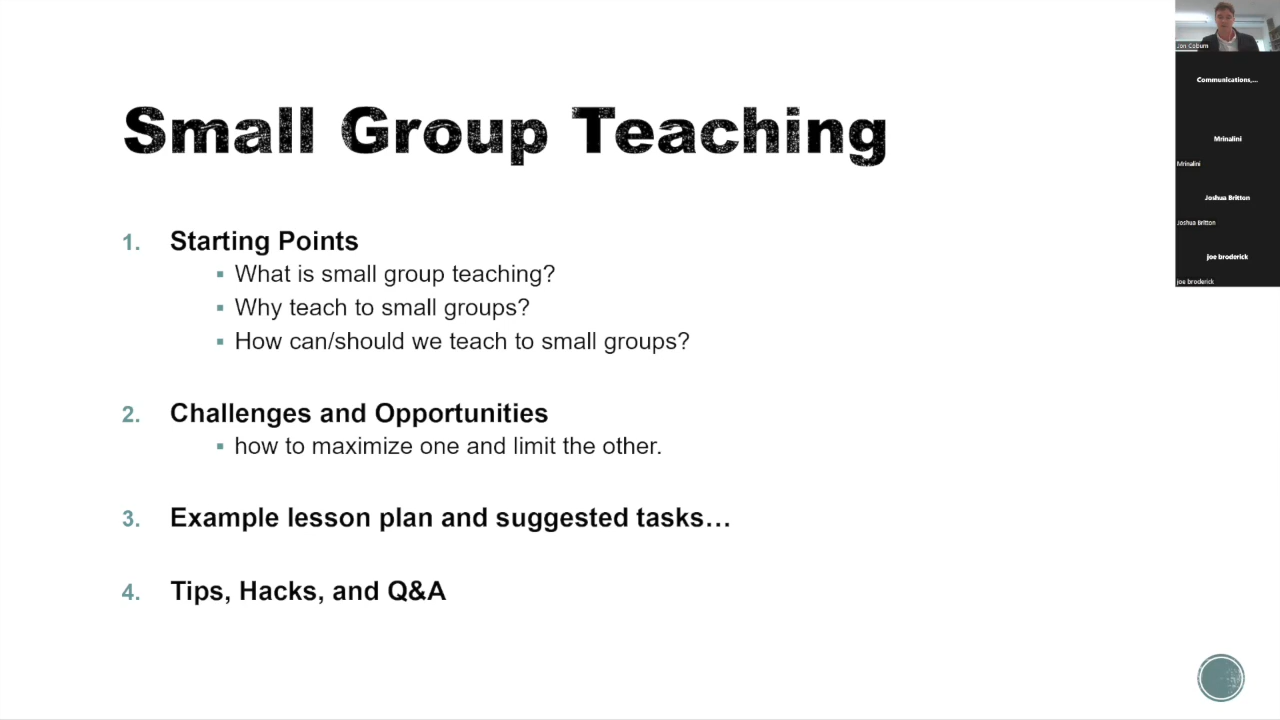 Small Group Teaching
1. Starting Points
▪ What is small group teaching?
▪ Why teach to small groups?
▪ How can/should we teach to small groups?
2. Challenges and Opportunities
▪ how to maximize one and limit the other.
3. Example lesson plan and suggested tasks…
4. Tips, Hacks, and Q&A
Jon Coburn
Communications,...
Mrinalini
Mrinalini
Joshua Britton
Joshua Britton
joe broderick
joe broderick